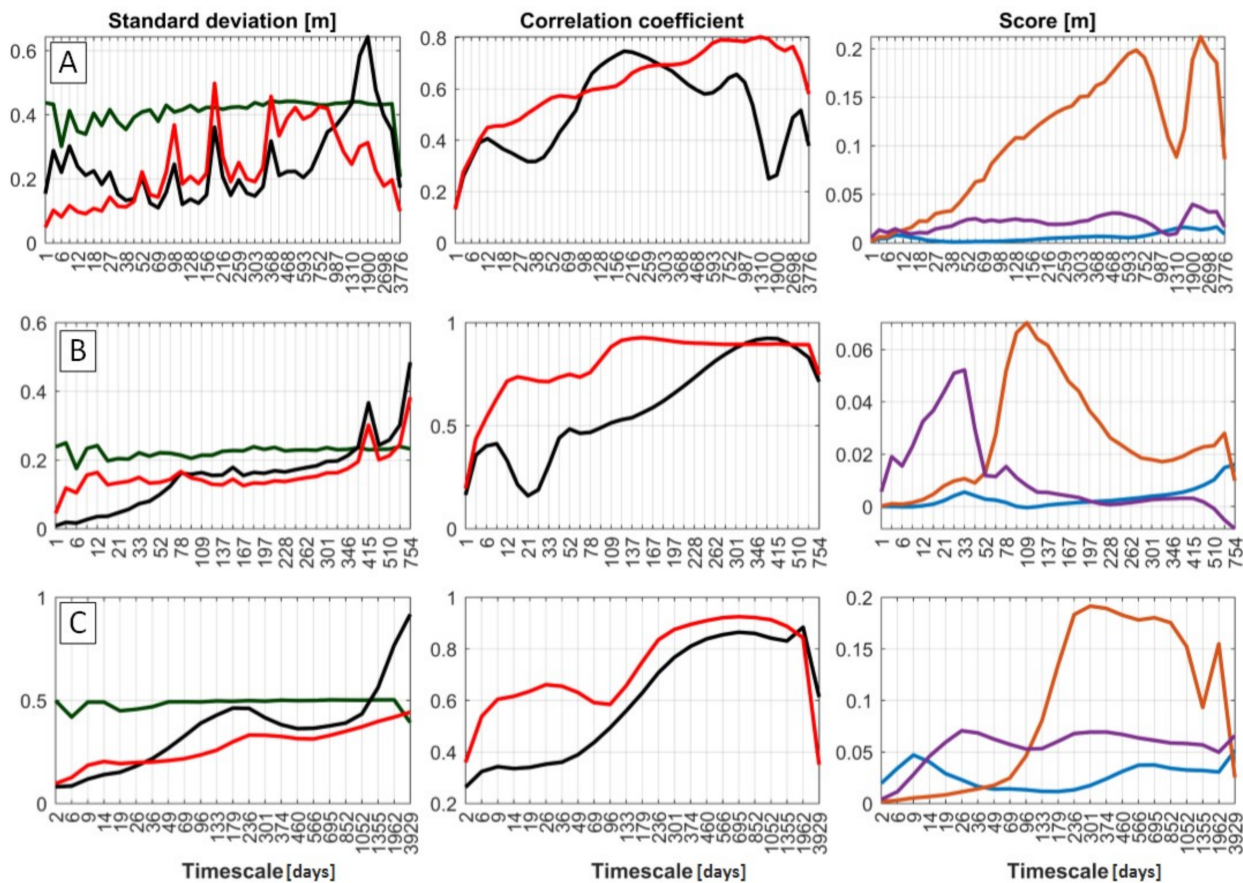 Standard deviation [m]
A
0.6
0.4
0.2
0
1 6 12 18 27 38 52 69 98 128 156 216 259 303 368 468 593 752 987 1310 1900 2698 3776
Correlation coefficient
0.8
0.6
0.4
0.2
0
1 6 12 18 27 38 52 69 98 128 156 216 259 303 368 468 593 752 987 1310 1900 2698 3776
Score [m]
0.2
0.15
0.1
0.05
0
1 6 12 18 27 38 52 69 98 128 156 216 259 303 368 468 593 752 987 1310 1900 2698 3776
B
0.6
0.4
0.2
0
1 6 12 21 33 52 78 109 137 167 197 228 262 301 346 415 510 754
1
0.5
0
1 6 12 21 33 52 78 109 137 167 197 228 262 301 346 415 510 754
0.06
0.04
0.02
0
1 6 12 21 33 52 78 109 137 167 197 228 262 301 346 415 510 754
C
1
0.5
0
2 6 9 14 19 26 36 49 69 96 133 179 236 301 374 460 566 695 852 1052 1355 1962 3929
Timescale [days]
1
0.8
0.6
0.4
0.2
2 6 9 14 19 26 36 49 69 96 133 179 236 301 374 460 566 695 852 1052 1355 1962 3929
Timescale [days]
0.2
0.15
0.1
0.05
0
2 6 9 14 19 26 36 49 69 96 133 179 236 301 374 460 566 695 852 1052 1355 1962 3929
Timescale [days]